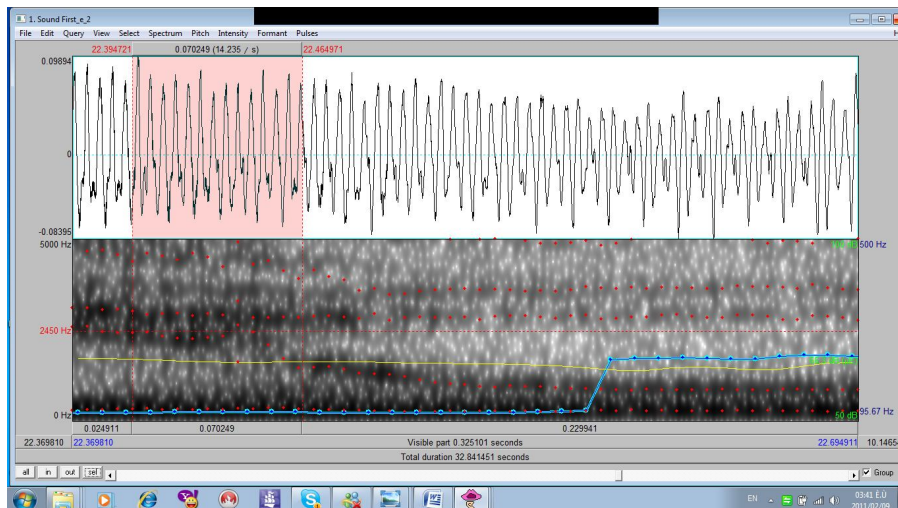 1. Sound First_e_2
File Edit Query View Select Spectrum Pitch Intensity Formant Pulses
22.394721 0.070249 (14.235 / s) 22.464971
0.09894
0
-0.08395
5000 Hz
500 Hz
2450 Hz
0 Hz
50 dB
95.67 Hz
0.024911 0.070249 0.229941
22.369810 22.369810 Visible part 0.325101 seconds 22.694911
Total duration 32.841451 seconds
all in out sel Group
EN 03:41
2011/02/09